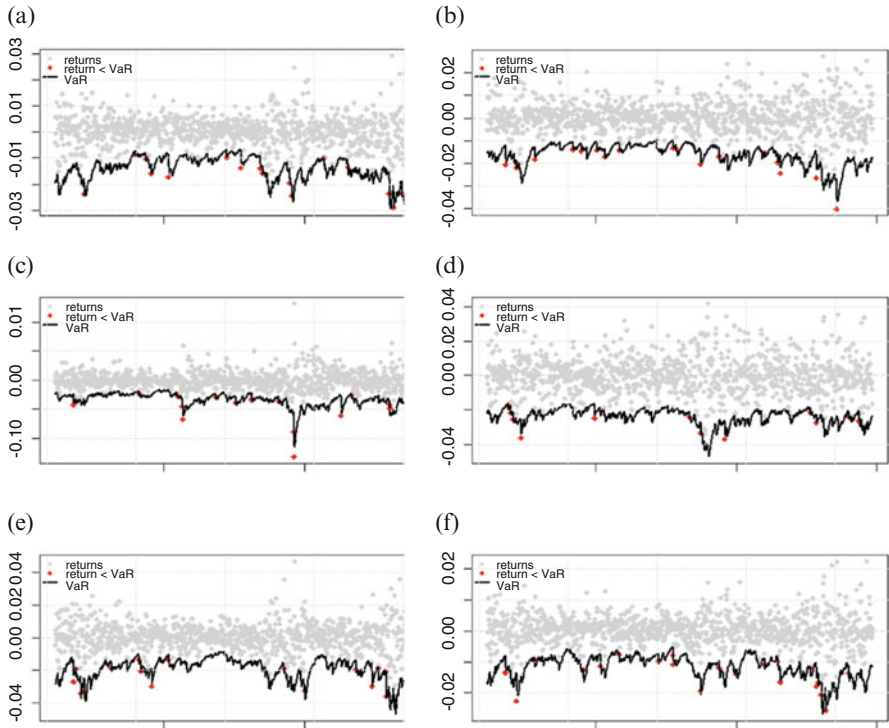 (a)
0.03
0.01
-0.01
-0.03
returns
return < VaR
VaR
(b)
0.02
0.00
-0.02
-0.04
returns
return < VaR
VaR
(c)
0.01
0.00
-0.10
returns
return < VaR
VaR
(d)
0.04
0.02
0.00
-0.04
returns
return < VaR
VaR
(e)
0.04
0.02
0.00
-0.04
returns
return < VaR
VaR
(f)
0.02
0.00
-0.02
returns
return < VaR
VaR